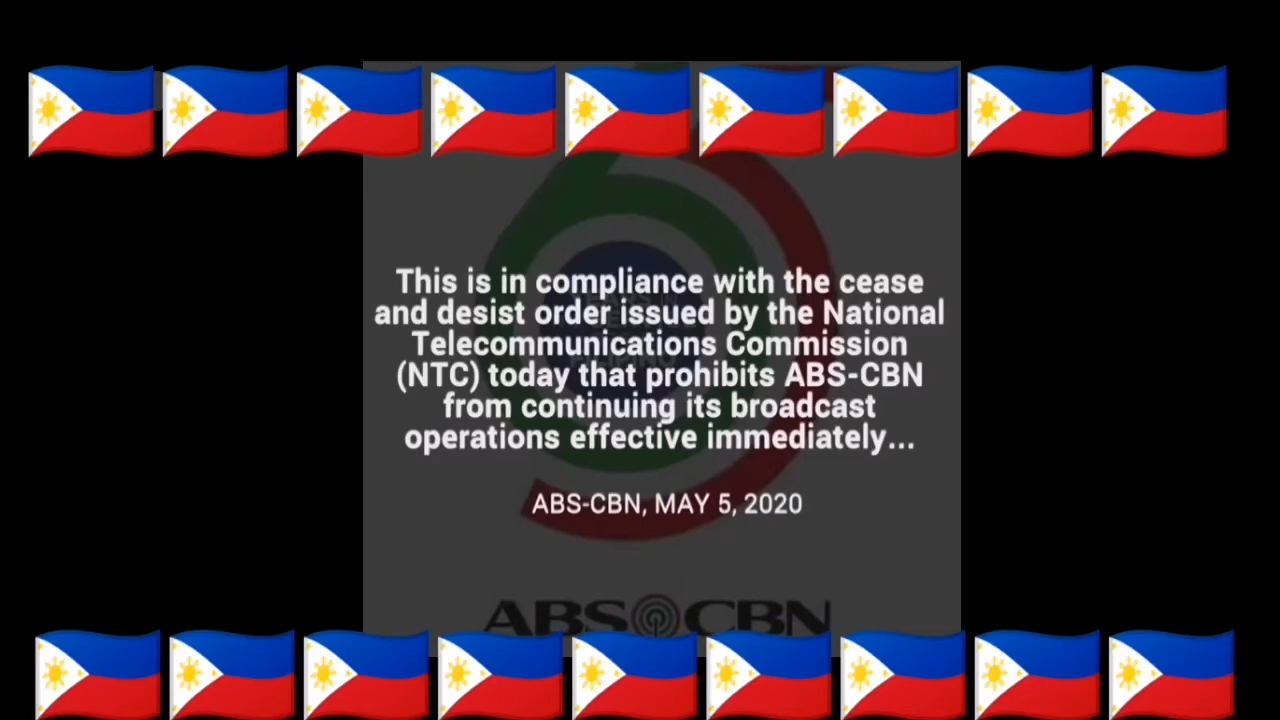 This is in compliance with the cease
and desist order issued by the National
Telecommunications Commission
(NTC) today that prohibits ABS-CBN
from continuing its broadcast
operations effective immediately...
ABS-CBN, MAY 5, 2020
ABS CBN